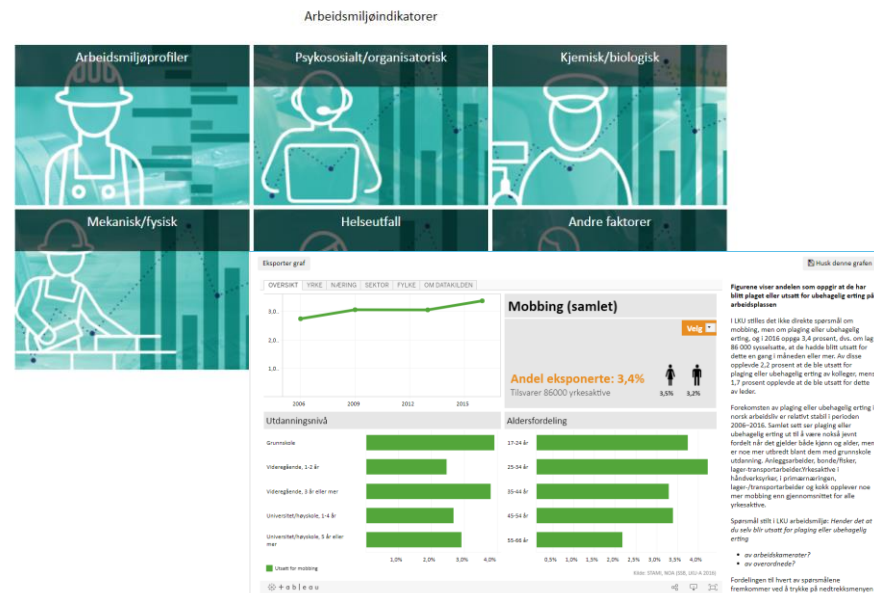 Arbeidsmiljøindikatorer
Arbeidsmiljøprofiler
Psykososialt/organisatorisk
Kjemisk/biologisk
Mekanisk/fysisk
Helseutfall
Andre faktorer
Eksporter graf
Husk denne grafen
OVERSIKT YRKE NÆRING SEKTOR FYLKE OM DATAKILDEN
3,0
2,0
1,0
2006 2009 2012 2015
Mobbing (samlet)
Velg
Andel eksponerte: 3,4%
Tilsvarer 86000 yrkesaktive
3,5% 3,2%
Utdanningsnivå
Grunnskole
Videregående, 1-2 år
Videregående, 3 år eller mer
Universitet/høyskole, 1-4 år
Universitet/høyskole, 5 år eller
mer
1,0% 2,0% 3,0% 4,0%
Utsatt for mobbing
Aldersfordeling
17-24 år
25-34 år
35-44 år
45-54 år
55-66 år
0,5% 1,0% 1,5% 2,0% 2,5% 3,0% 3,5% 4,0%
Kilde: STAMI, NOA (SSB, LKU-A 2016)
+ableau
Figurene viser andelen som oppgir at de har
blitt plaget eller utsatt for ubehagelig erting på
arbeidsplassen
I LKU stilles det ikke direkte spørsmål om
mobbing, men om plaging eller ubehagelig
erting, og i 2016 oppga 3,4 prosent, dvs. om lag
86 000 sysselsatte, at de hadde blitt utsatt for
dette en gang i måneden eller mer. Av disse
opplevde 2,2 prosent at de ble utsatt for
plaging eller ubehagelig erting av kolleger, mens
1,7 prosent opplevde at de ble utsatt for dette
av leder.
Forekomsten av plaging eller ubehagelig erting i
norsk arbeidsliv er relativt stabil i perioden
2006–2016. Samlet sett ser plaging eller
ubehagelig erting ut til å være nokså jevnt
fordelt når det gjelder både kjønn og alder, men
er noe mer utbredt blant dem med grunnskole
utdanning. Anleggsarbeider, bonde/fisker,
lager-transportarbeider.Yrkesaktive i
håndverksyrker, i primærnæringen,
lager-/transportarbeider og kokk opplever noe
mer mobbing enn gjennomsnittet for alle
yrkesaktive.
Spørsmål stilt i LKU arbeidsmiljø: Hender det at
du selv blir utsatt for plaging eller ubehagelig
erting
• av arbeidskamerater?
• av overordnede?
Fordelingen til hvert av spørsmålene
fremkommer ved å trykke på nedtrekksmenyen